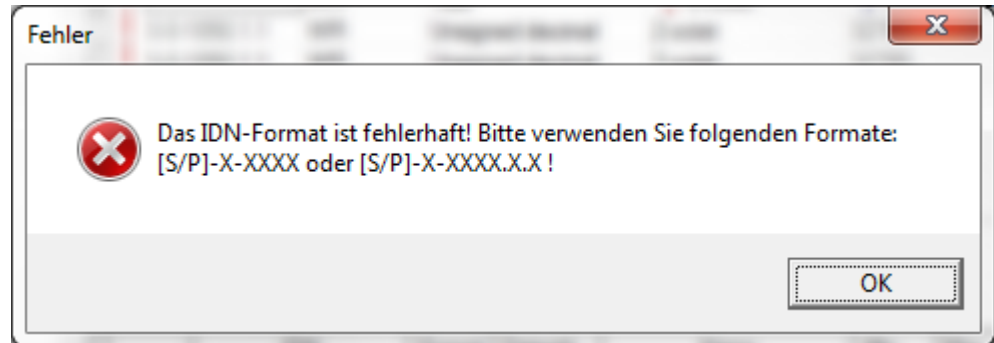 Fehler
Das IDN-Format ist fehlerhaft! Bitte verwenden Sie folgenden Formate:
[S/P]-X-XXXX oder [S/P]-X-XXXX.X.X !
OK